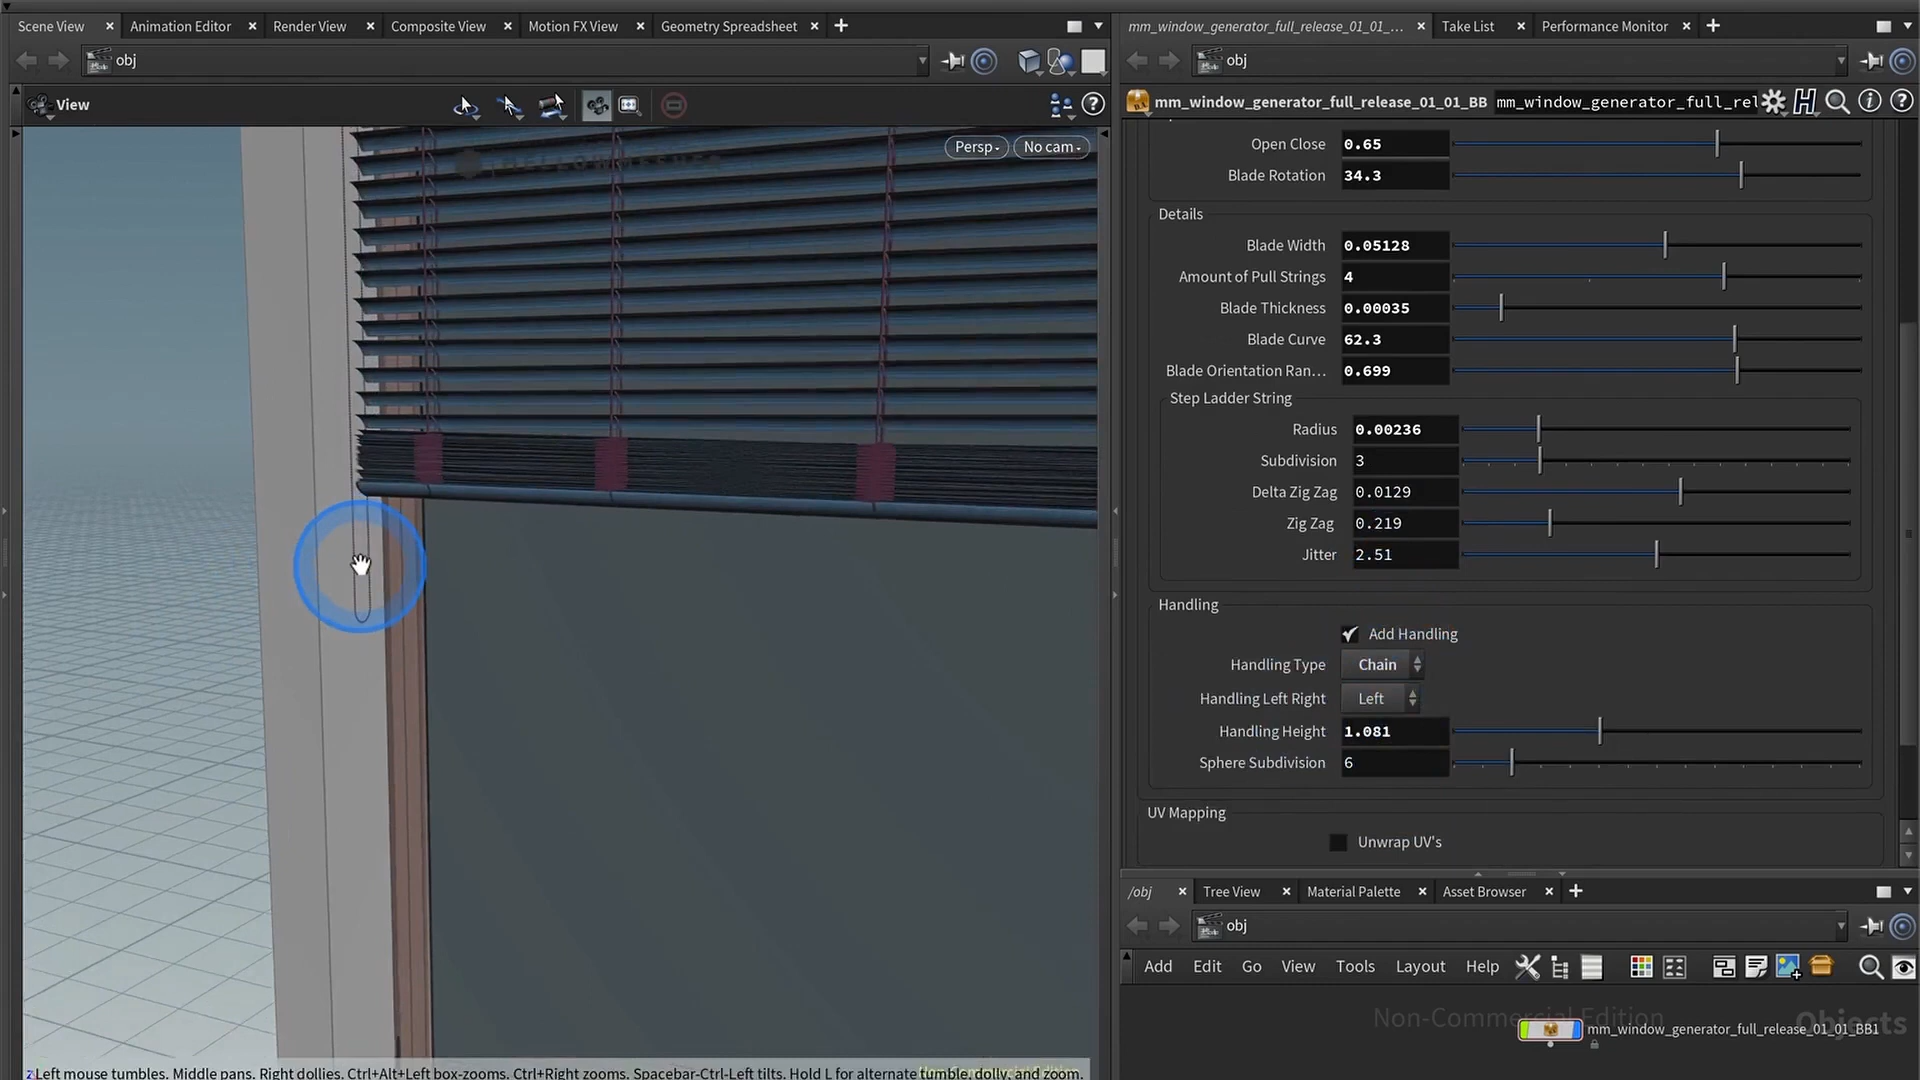 Scene View × Animation Editor × Render View × Composite View × Motion FX View × Geometry Spreadsheet × +
obj
View
Persp
No cam
Left mouse tumbles. Middle pans. Right dollies. Ctrl+Alt+Left box-zooms. Ctrl+Right zooms. Spacebar-Ctrl-Left tilts. Hold L for alternate tumble, dolly, and zoom.
mm_window_generator_full_release_01_01_... × Take List × Performance Monitor × +
obj
mm_window_generator_full_release_01_01_BB mm_window_generator_full_rel
Open Close 0.65
Blade Rotation 34.3
Details
Blade Width 0.05128
Amount of Pull Strings 4
Blade Thickness 0.00035
Blade Curve 62.3
Blade Orientation Ran... 0.699
Step Ladder String
Radius 0.00236
Subdivision 3
Delta Zig Zag 0.0129
Zig Zag 0.219
Jitter 2.51
Handling
Add Handling
Handling Type Chain
Handling Left Right Left
Handling Height 1.081
Sphere Subdivision 6
UV Mapping
Unwrap UV's
/obj × Tree View × Material Palette × Asset Browser × +
obj
Add Edit Go View Tools Layout Help
Non-Commercial Edition
Objects
mm_window_generator_full_release_01_01_BB1